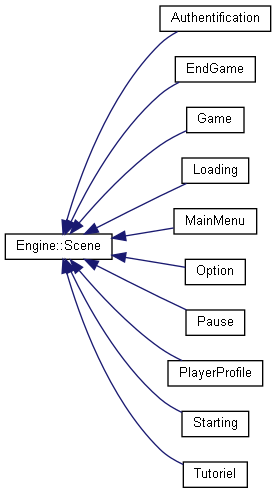 Authentification
EndGame
Game
Loading
MainMenu
Engine::Scene
Option
Pause
PlayerProfile
Starting
Tutoriel